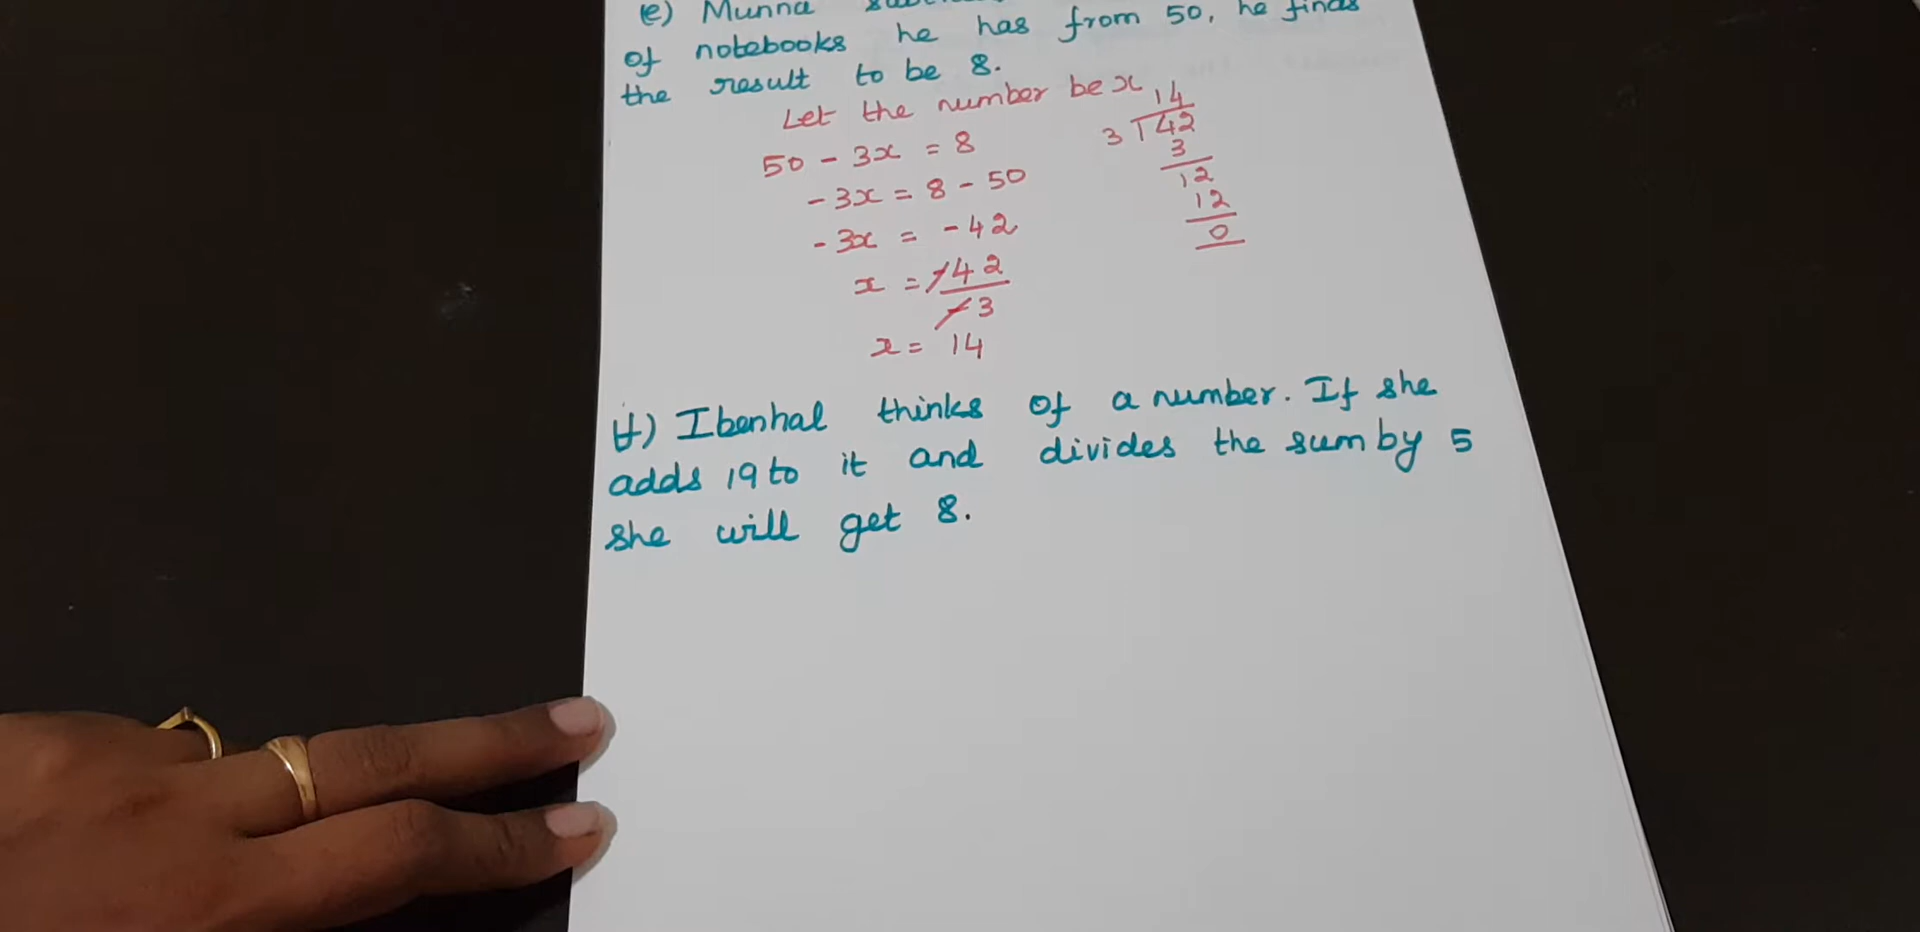 (e) Munna
of notebooks he has from 50, he finds
the result to be 8.
Let the number be x
50 - 3x = 8
-3x = 8 - 50
-3x = -42
x = -42
-3
x = 14
14
3 42
3
12
12
0
f) Ibenhal thinks of a number. If she
adds 19 to it and divides the sum by 5
she will get 8.